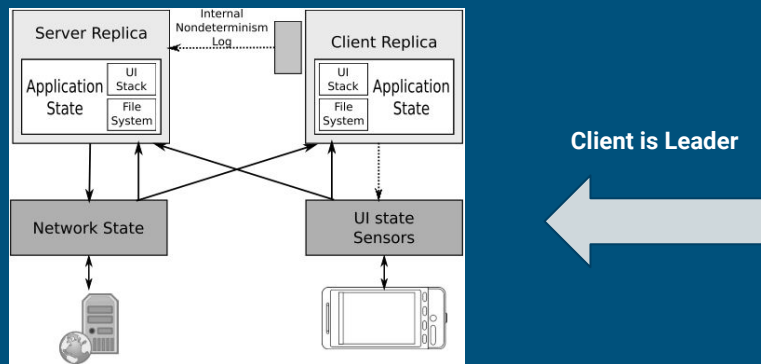 Internal
Nondeterminism
Log
Server Replica
Client Replica
Application
State
UI
Stack
File
System
UI
Stack
File
System
Application
State
Client is Leader
Network State
UI state
Sensors